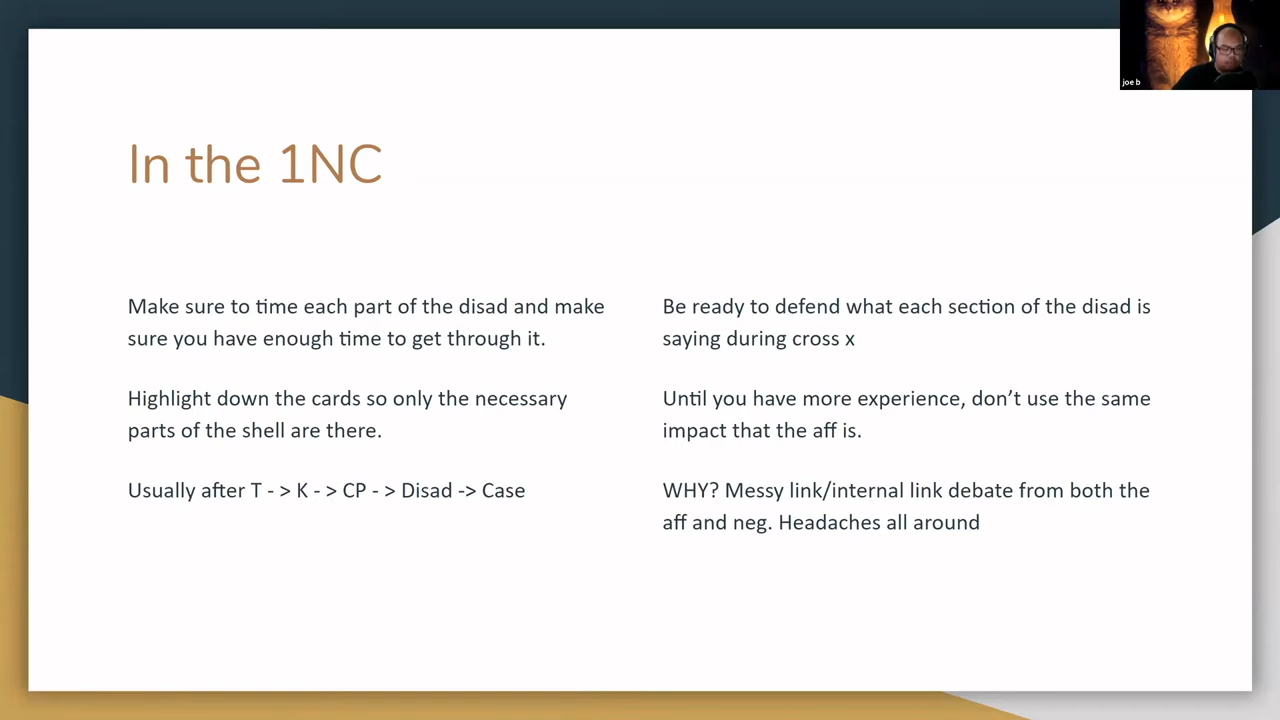 joe b
In the 1NC
Make sure to time each part of the disad and make
sure you have enough time to get through it.
Highlight down the cards so only the necessary
parts of the shell are there.
Usually after T - > K - > CP - > Disad -> Case
Be ready to defend what each section of the disad is
saying during cross x
Until you have more experience, don’t use the same
impact that the aff is.
WHY? Messy link/internal link debate from both the
aff and neg. Headaches all around